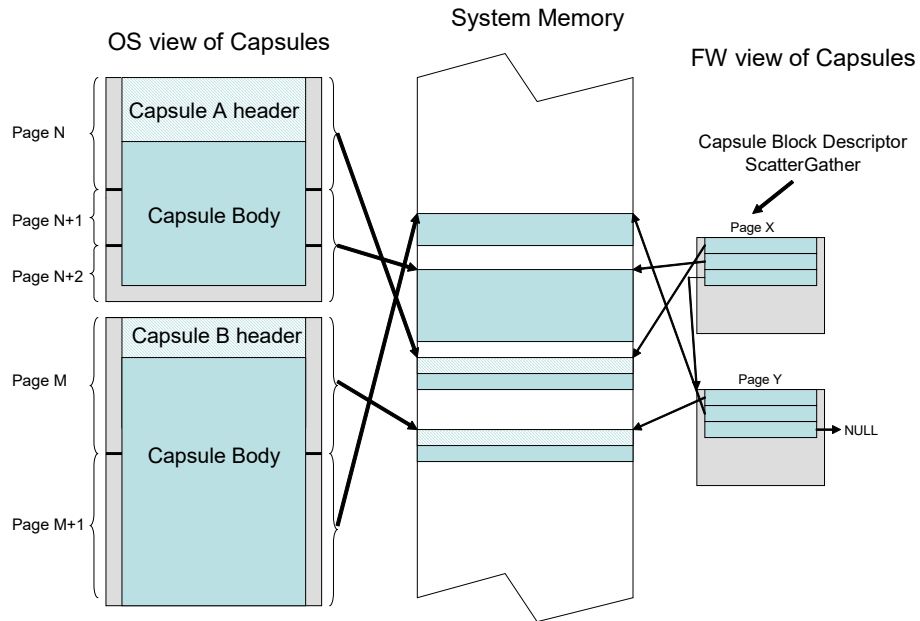 System Memory
OS view of Capsules
FW view of Capsules
Capsule A header
Page N
Capsule Body
Page N+1
Page N+2
Capsule B header
Page M
Capsule Body
Page M+1
Capsule Block Descriptor
ScatterGather
Page X
Page Y
NULL